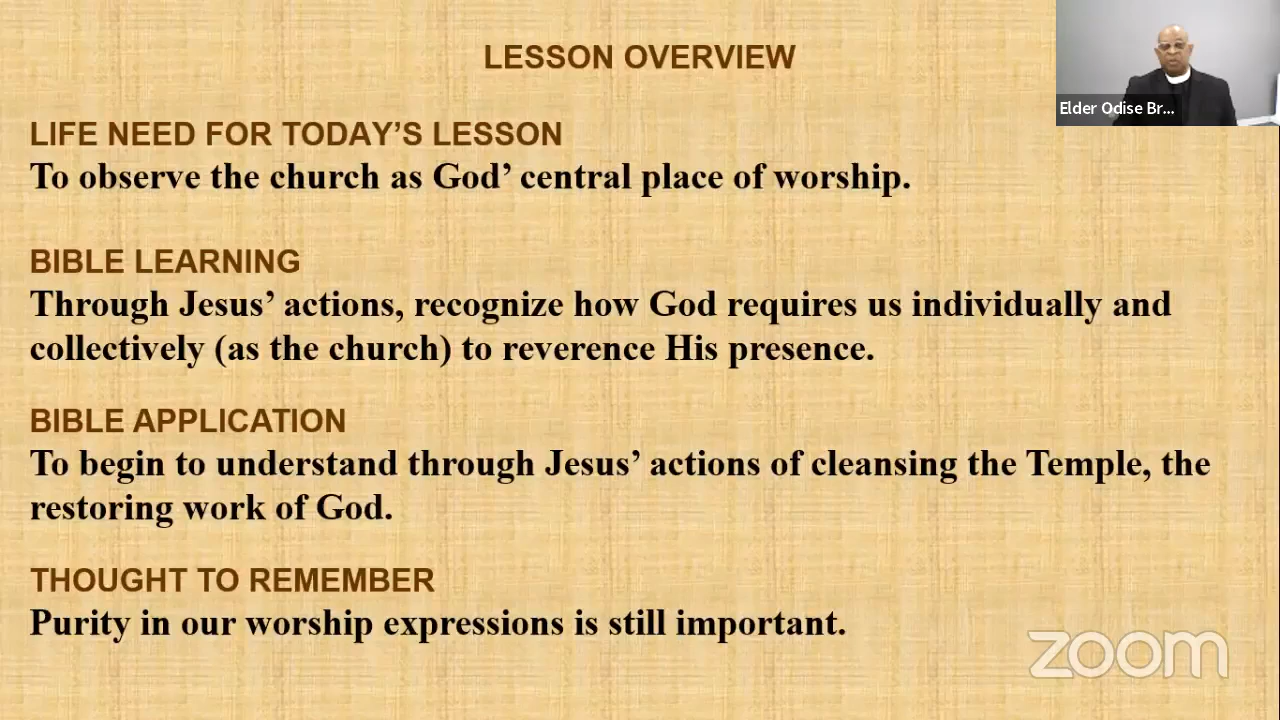 LESSON OVERVIEW
Elder Odise Br...
LIFE NEED FOR TODAY’S LESSON
To observe the church as God’ central place of worship.
BIBLE LEARNING
Through Jesus’ actions, recognize how God requires us individually and
collectively (as the church) to reverence His presence.
BIBLE APPLICATION
To begin to understand through Jesus’ actions of cleansing the Temple, the
restoring work of God.
THOUGHT TO REMEMBER
Purity in our worship expressions is still important.
zoom